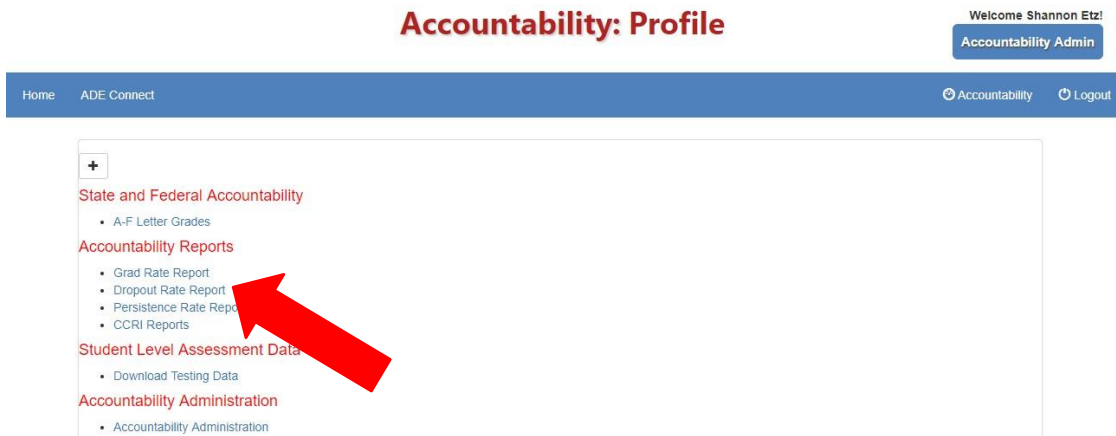 Accountability: Profile
Welcome Shannon Etz!
Accountability Admin
Home ADE Connect Accountability Logout
+
State and Federal Accountability
• A-F Letter Grades
Accountability Reports
• Grad Rate Report
• Dropout Rate Report
• Persistence Rate Repo
• CCRI Reports
Student Level Assessment Data
• Download Testing Data
Accountability Administration
• Accountability Administration